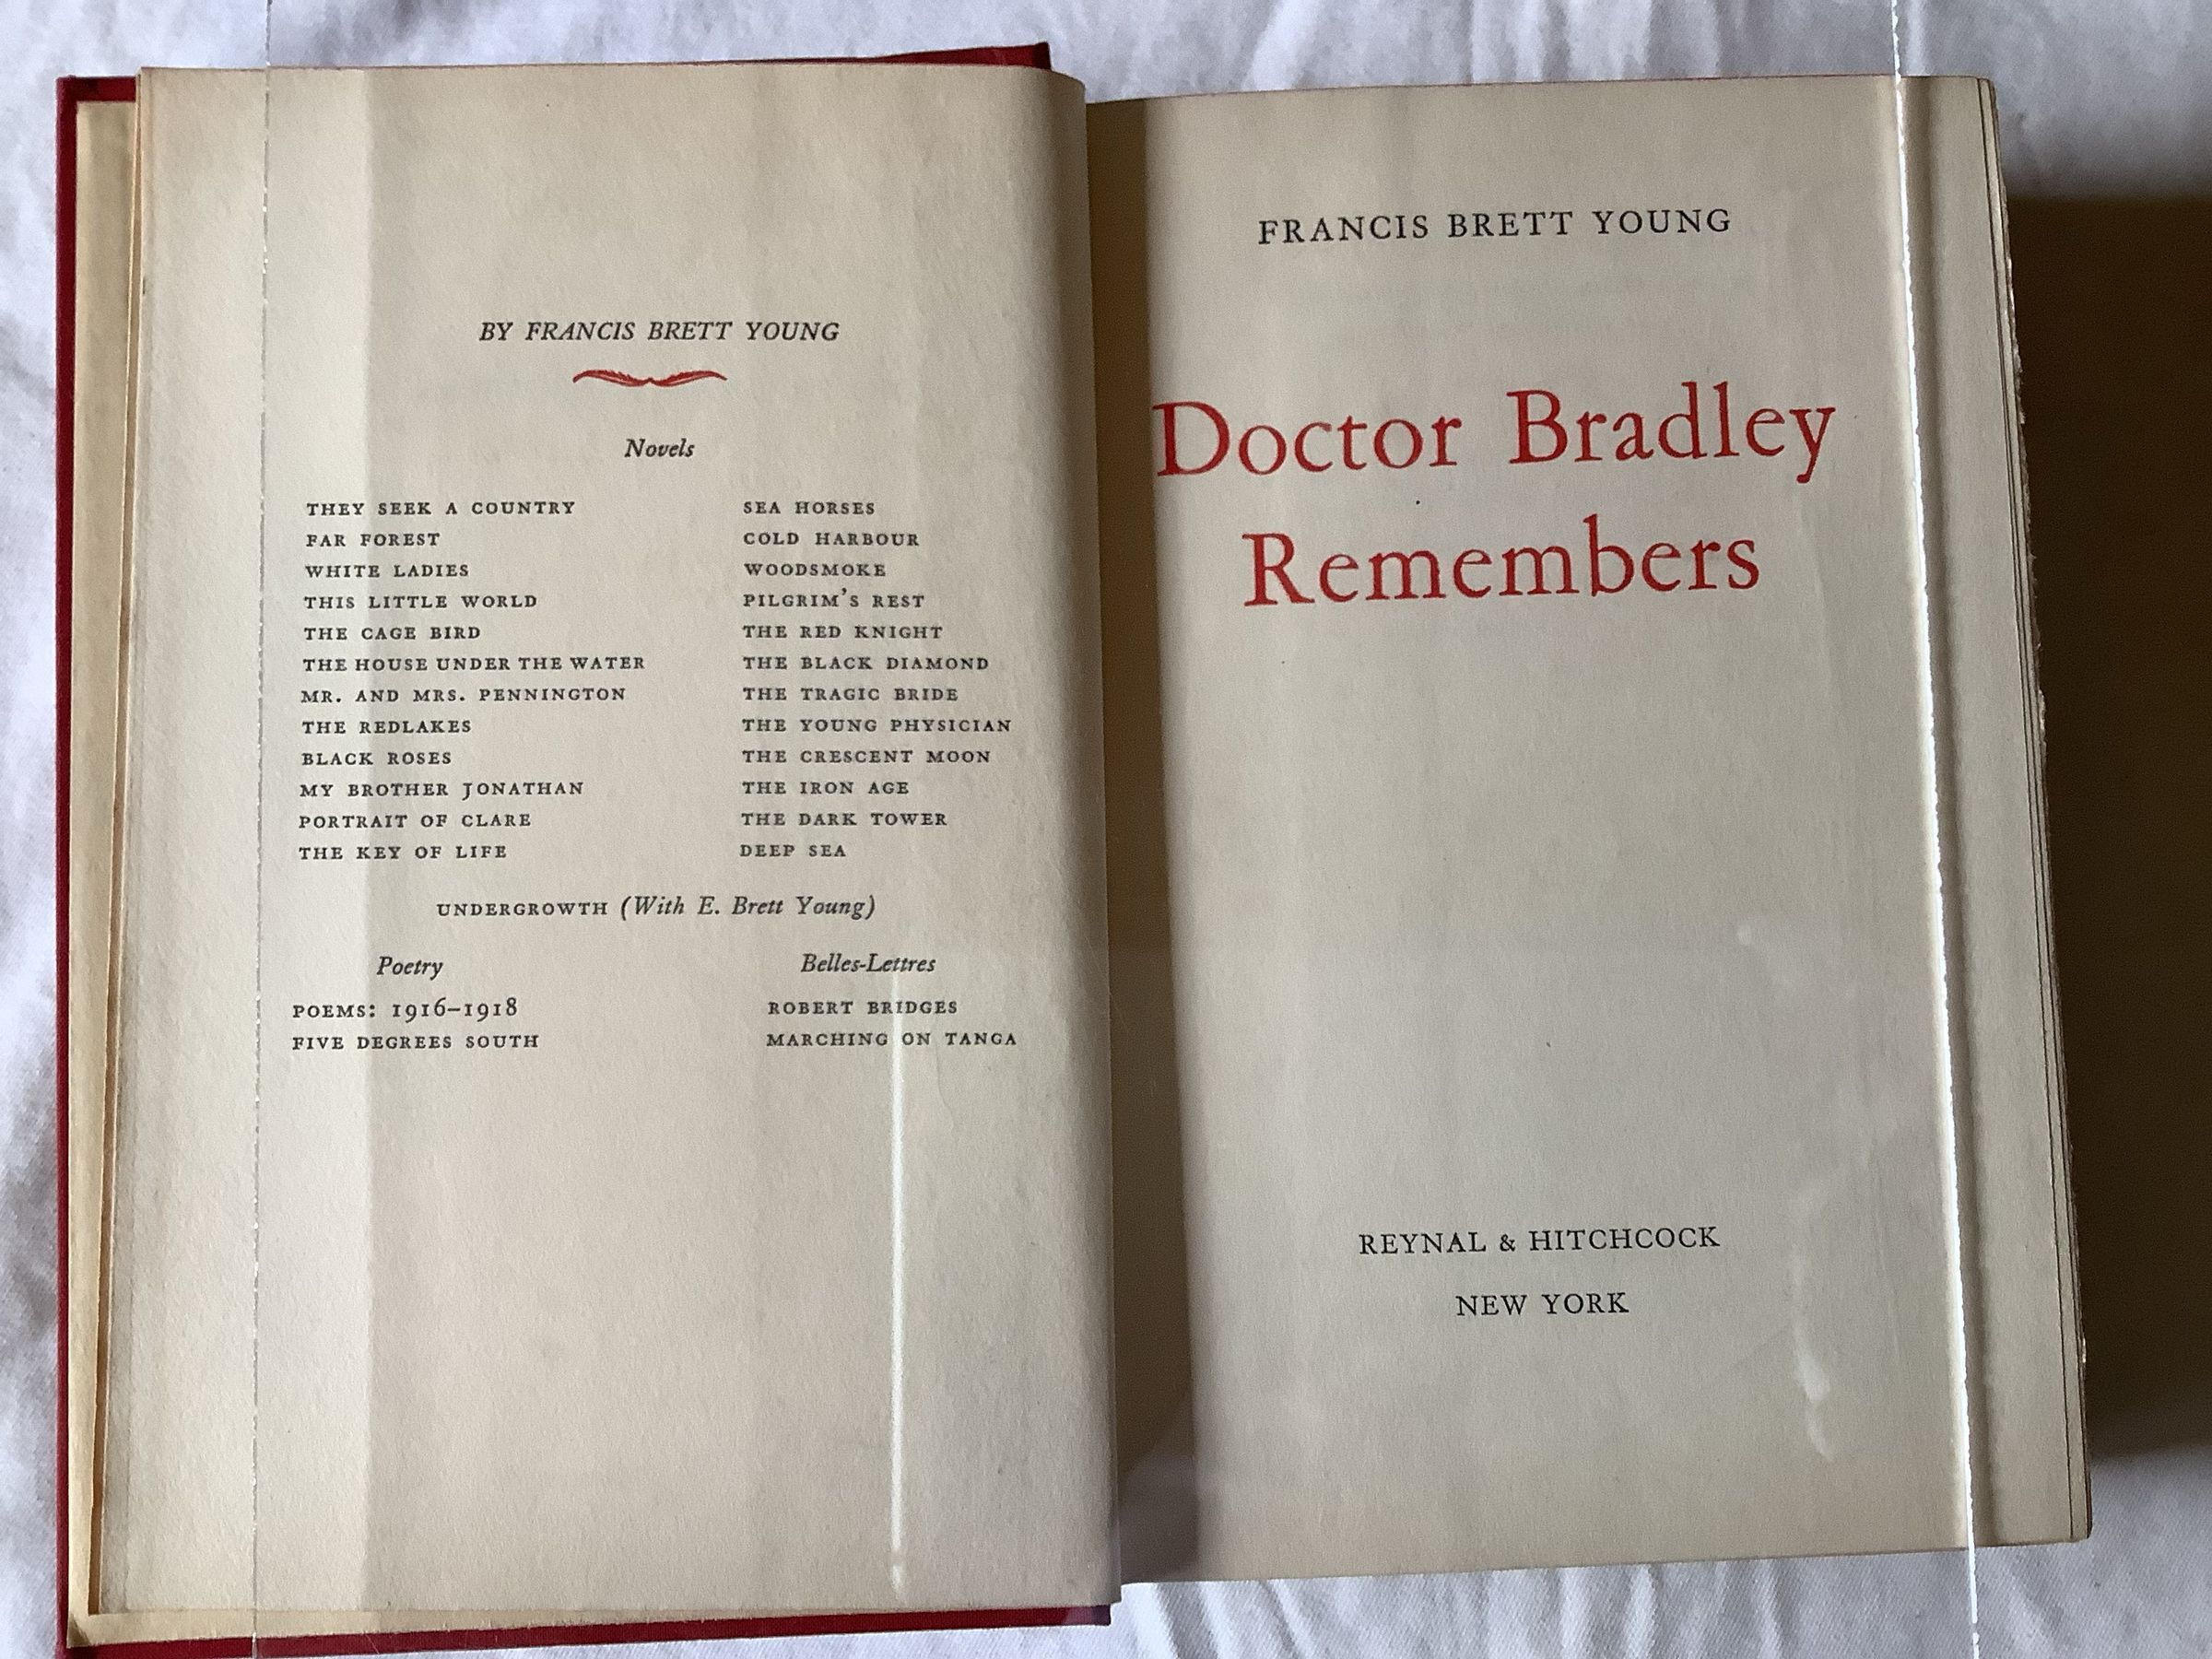 BY FRANCIS BRETT YOUNG
Novels
THEY SEEK A COUNTRY
FAR FOREST
WHITE LADIES
THIS LITTLE WORLD
THE CAGE BIRD
THE HOUSE UNDER THE WATER
MR. AND MRS. PENNINGTON
THE REDLAKES
BLACK ROSES
MY BROTHER JONATHAN
PORTRAIT OF CLARE
THE KEY OF LIFE
SEA HORSES
COLD HARBOUR
WOODSMOKE
PILGRIM'S REST
THE RED KNIGHT
THE BLACK DIAMOND
THE TRAGIC BRIDE
THE YOUNG PHYSICIAN
THE CRESCENT MOON
THE IRON AGE
THE DARK TOWER
DEEP SEA
UNDERGROWTH (With E. Brett Young)
Poetry
POEMS: 1916–1918
FIVE DEGREES SOUTH
Belles-Lettres
ROBERT BRIDGES
MARCHING ON TANGA
FRANCIS BRETT YOUNG
Doctor Bradley
Remembers
REYNAL & HITCHCOCK
NEW YORK